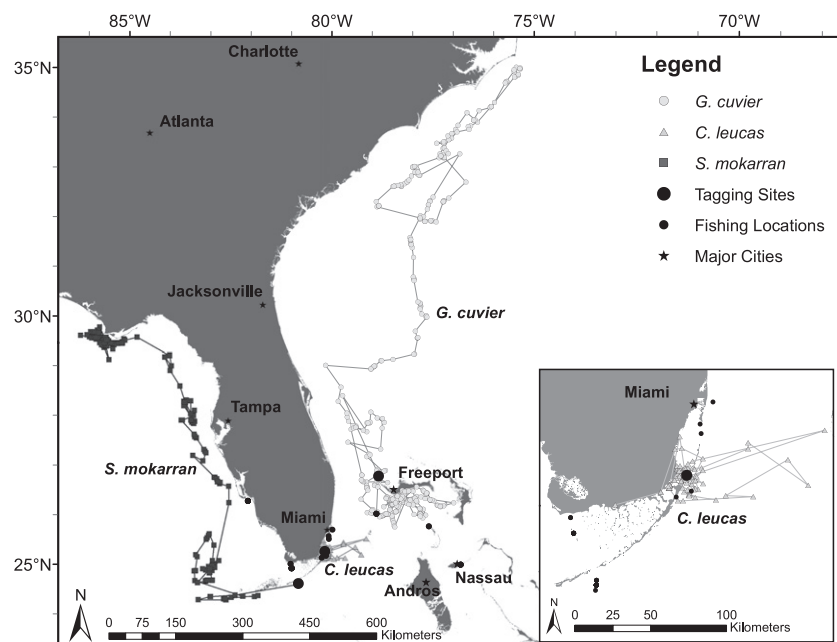 85°W
80°W
75°W
70°W
35°N
30°N
25°N
Charlotte
Atlanta
Jacksonville
Tampa
Miami
Freeport
Nassau
Andros
G. cuvier
S. mokarran
C. leucas
Legend
G. cuvier
C. leucas
S. mokarran
Tagging Sites
Fishing Locations
Major Cities
N
0 75 150 300 450 600
Kilometers
Miami
C. leucas
N
0 25 50 100
Kilometers